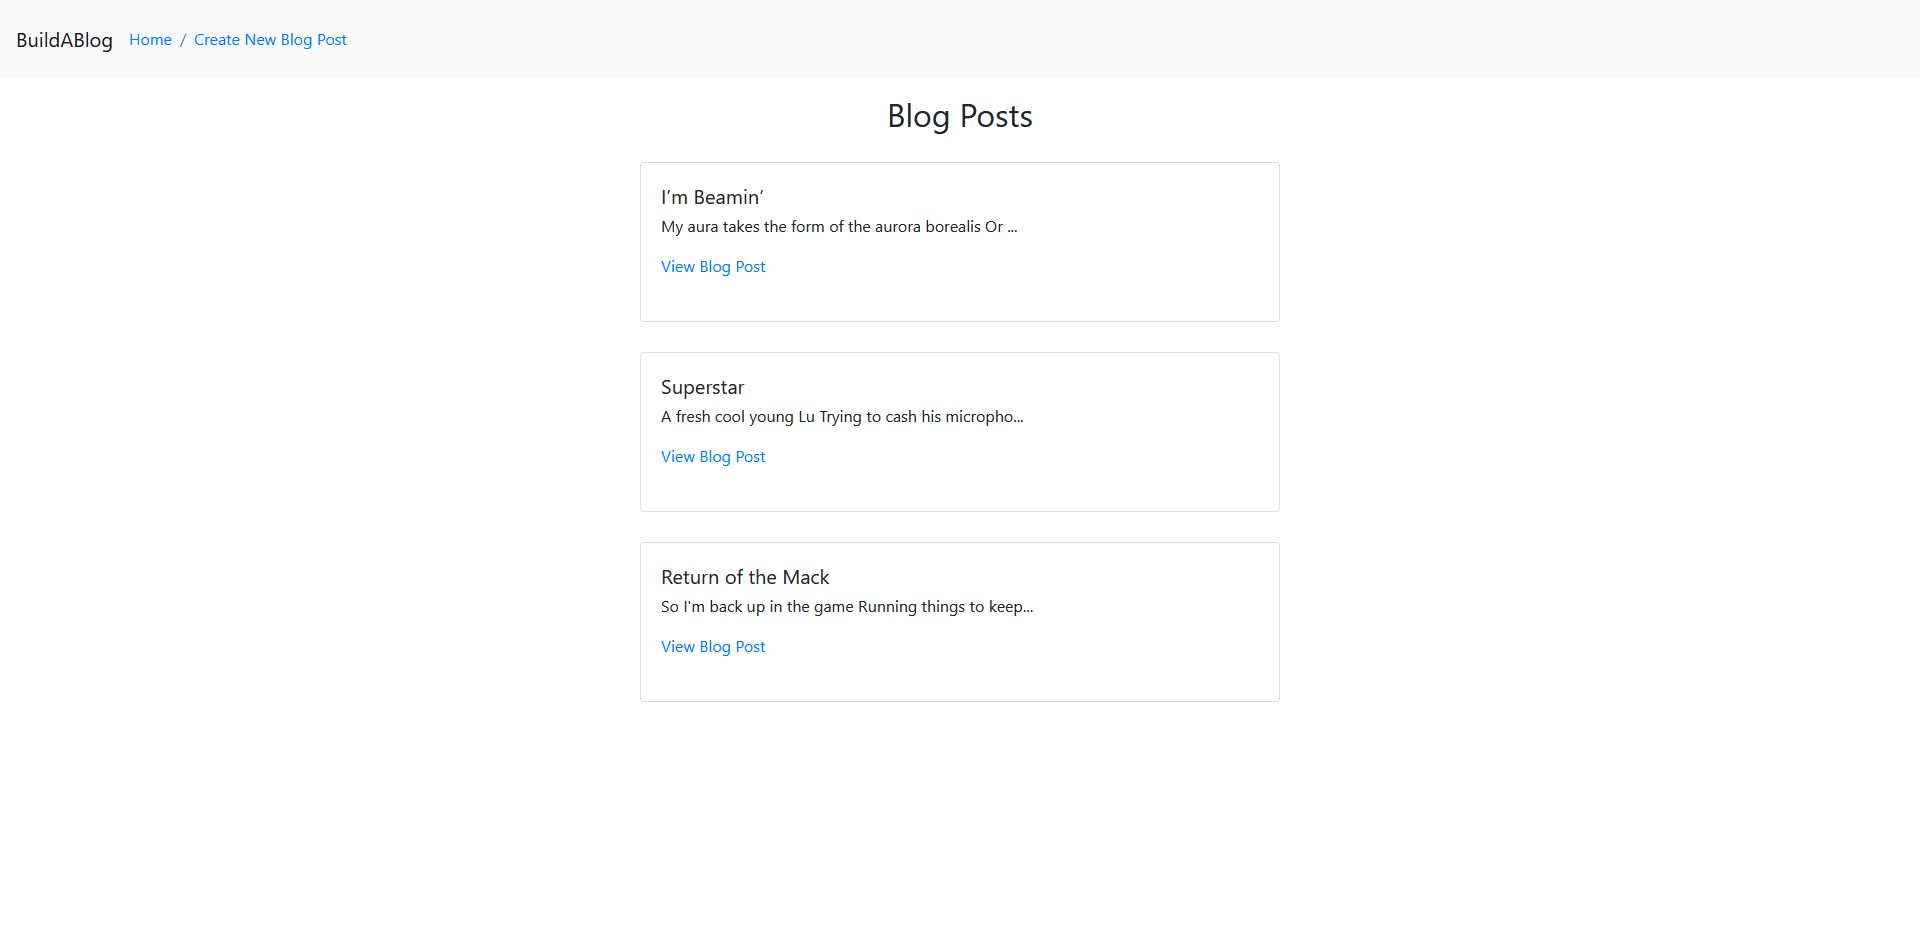 BuildABlog Home / Create New Blog Post
Blog Posts
I’m Beamin’
My aura takes the form of the aurora borealis Or ...
View Blog Post
Superstar
A fresh cool young Lu Trying to cash his micropho...
View Blog Post
Return of the Mack
So I'm back up in the game Running things to keep...
View Blog Post